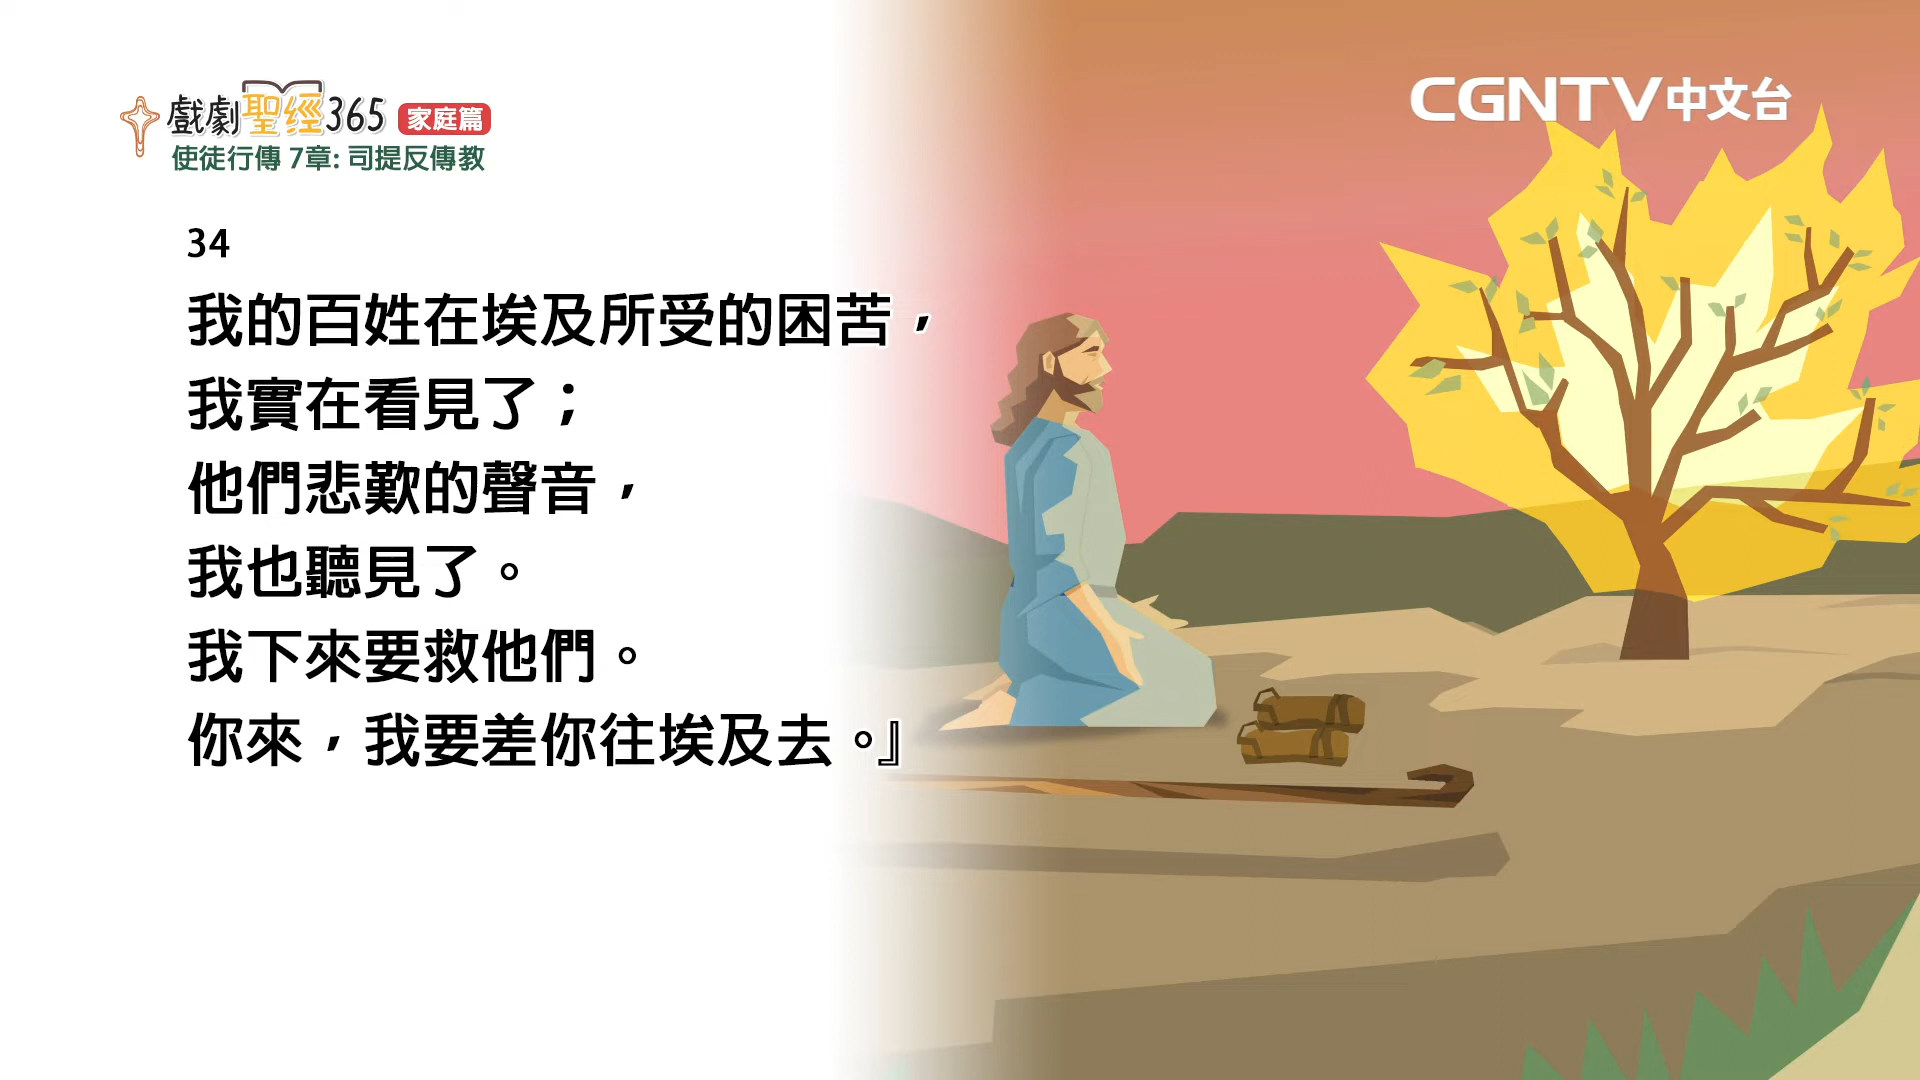 戲劇聖經365 家庭篇
使徒行傳 7章: 司提反傳教
CGNTV中文台
34
我的百姓在埃及所受的困苦，
我實在看見了；
他們悲歎的聲音，
我也聽見了。
我下來要救他們。
你來，我要差你往埃及去。』